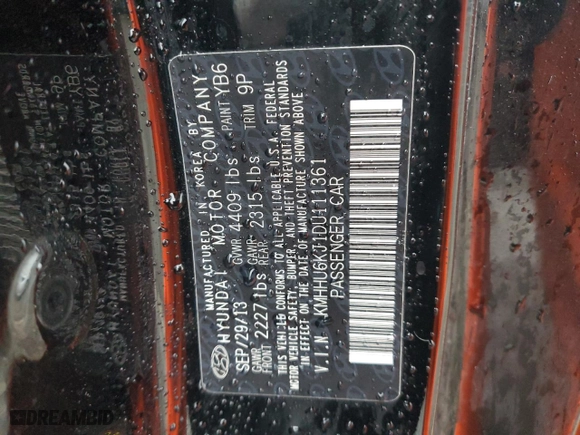 MANUFACTURED IN KOREA BY
HYUNDAI MOTOR COMPANY
SEP/29/13 GVWR 4409 lbs PAINT YB6
GAWR FRONT 2227 lbs GAWR REAR 2315 lbs TRIM 9P
THIS VEHICLE CONFORMS TO ALL APPLICABLE U.S.A. FEDERAL
MOTOR VEHICLE SAFETY, BUMPER, AND THEFT PREVENTION STANDARDS
IN EFFECT ON THE DATE OF MANUFACTURE SHOWN ABOVE.
V.I.N. KMHHU6KJ1DU111361
PASSENGER CAR
DREAMBID